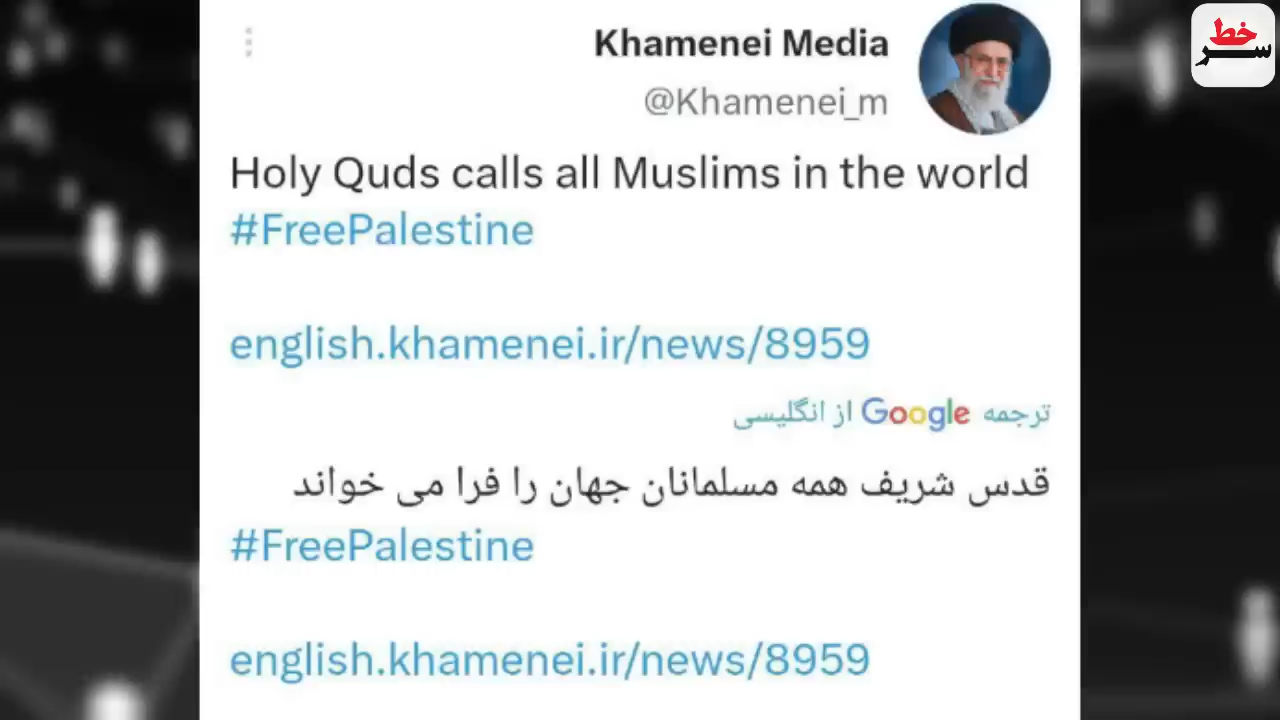 خط سر
Khamenei Media
@Khamenei_m
Holy Quds calls all Muslims in the world
#FreePalestine
english.khamenei.ir/news/8959
ترجمه Google از انگلیسی
قدس شریف همه مسلمانان جهان را فرا می خواند
#FreePalestine
english.khamenei.ir/news/8959